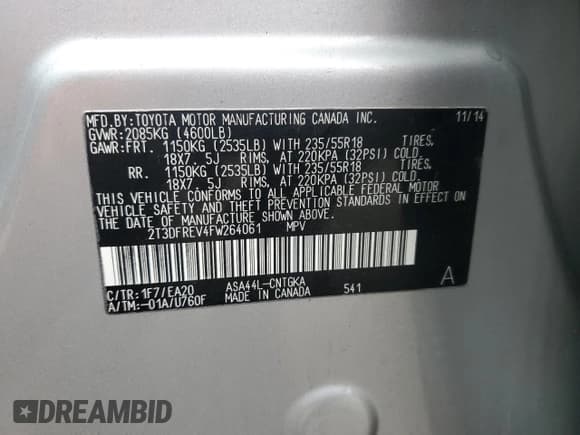 MFD.BY:TOYOTA MOTOR MANUFACTURING CANADA INC. 11/14
GVWR:2085KG (4600LB)
GAWR:FRT. 1150KG (2535LB) WITH 235/55R18 TIRES,
18X7. 5J RIMS, AT 220KPA (32PSI) COLD.
RR. 1150KG (2535LB) WITH 235/55R18 TIRES,
18X7. 5J RIMS, AT 220KPA (32PSI) COLD.
THIS VEHICLE CONFORMS TO ALL APPLICABLE FEDERAL MOTOR
VEHICLE SAFETY AND THEFT PREVENTION STANDARDS IN EFFECT ON
THE DATE OF MANUFACTURE SHOWN ABOVE.
2T3DFREV4FW264061 MPV
C/TR:1F7/EA20 ASA44L-CNTGKA
A/TM:-01A/U760F MADE IN CANADA 541 A
DREAMBID